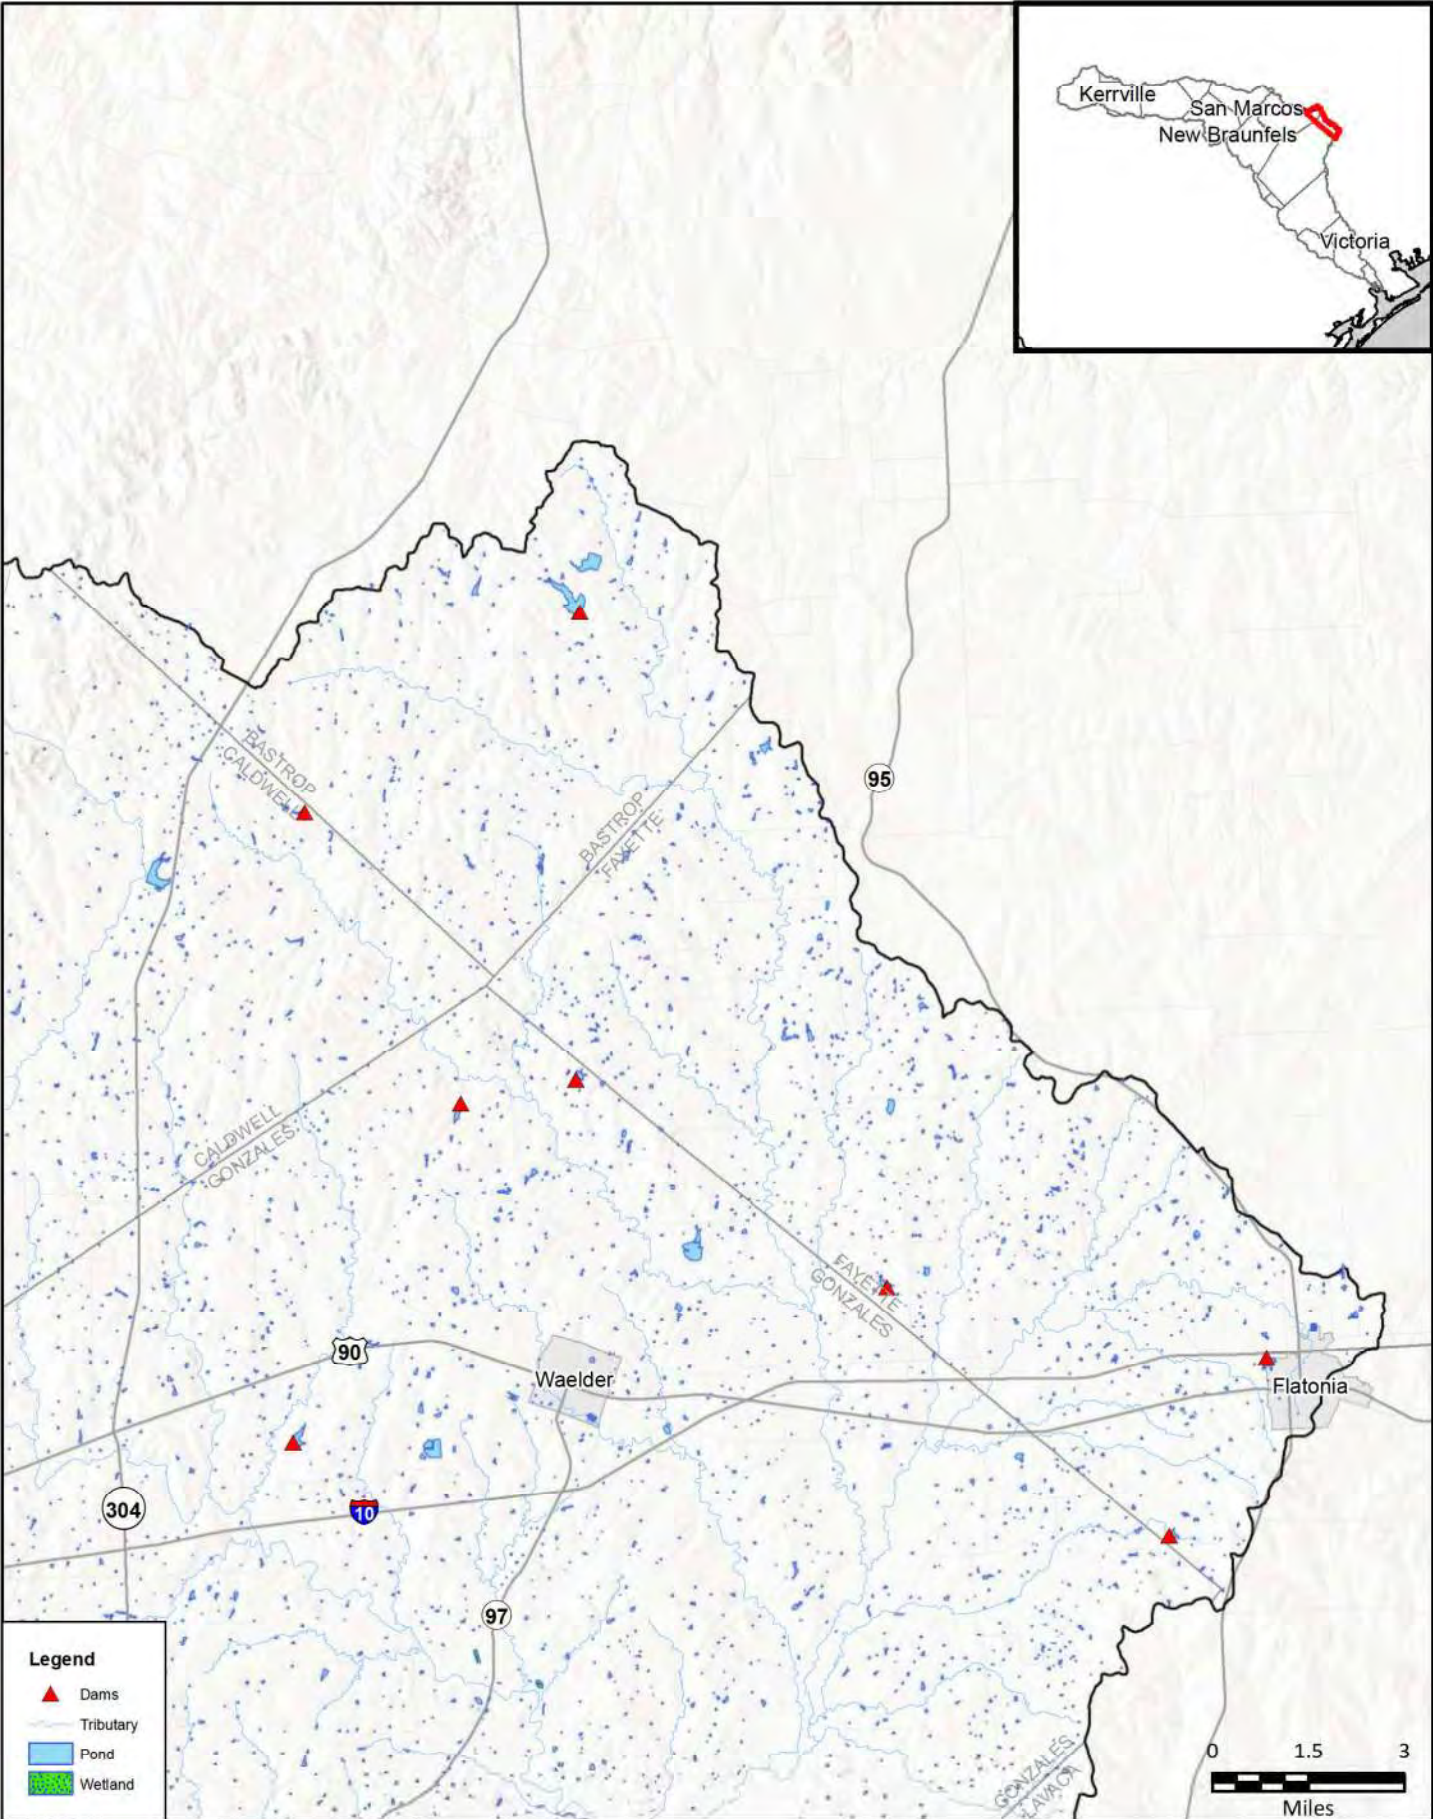 Kerrville
San Marcos
New Braunfels
Victoria
BASTROP
CALDWELL
95
BASTROP
FAYETTE
CALDWELL
GONZALES
FAYETTE
GONZALES
90
Waelder
Flatonia
304
10
97
GONZALES
LAVACA
Legend
Dams
Tributary
Pond
Wetland
0 1.5 3
Miles